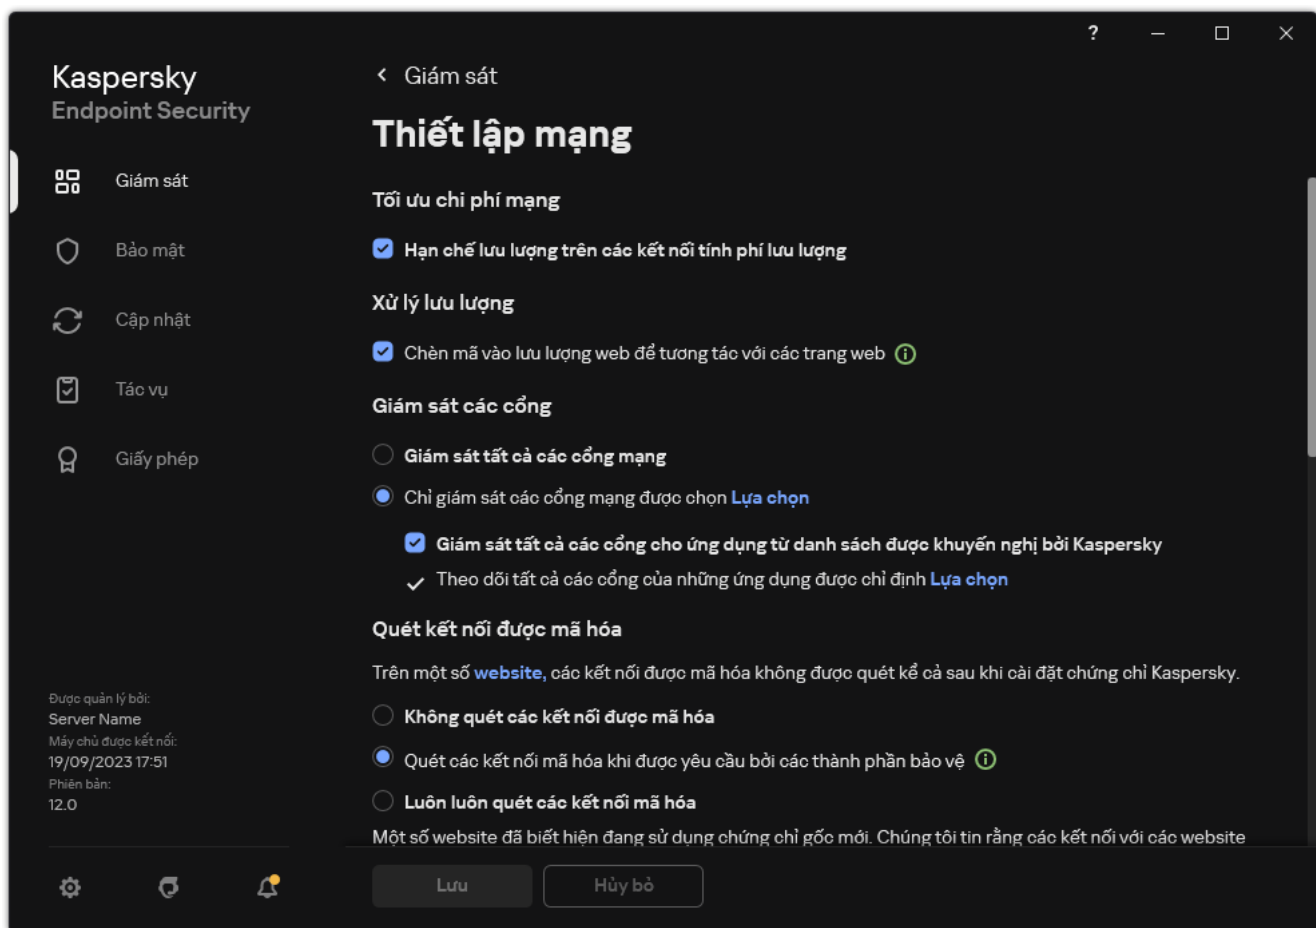 ?
Kaspersky
Endpoint Security
Giám sát
Bảo mật
Cập nhật
Tác vụ
Giấy phép
Được quản lý bởi:
Server Name
Máy chủ được kết nối:
19/09/2023 17:51
Phiên bản:
12.0
Giám sát
Thiết lập mạng
Tối ưu chi phí mạng
Hạn chế lưu lượng trên các kết nối tính phí lưu lượng
Xử lý lưu lượng
Chèn mã vào lưu lượng web để tương tác với các trang web
Giám sát các cổng
Giám sát tất cả các cổng mạng
Chỉ giám sát các cổng mạng được chọn Lựa chọn
Giám sát tất cả các cổng cho ứng dụng từ danh sách được khuyến nghị bởi Kaspersky
Theo dõi tất cả các cổng của những ứng dụng được chỉ định Lựa chọn
Quét kết nối được mã hóa
Trên một số website, các kết nối được mã hóa không được quét kể cả sau khi cài đặt chứng chỉ Kaspersky.
Không quét các kết nối được mã hóa
Quét các kết nối mã hóa khi được yêu cầu bởi các thành phần bảo vệ
Luôn luôn quét các kết nối mã hóa
Một số website đã biết hiện đang sử dụng chứng chỉ gốc mới. Chúng tôi tin rằng các kết nối với các website
Lưu
Hủy bỏ